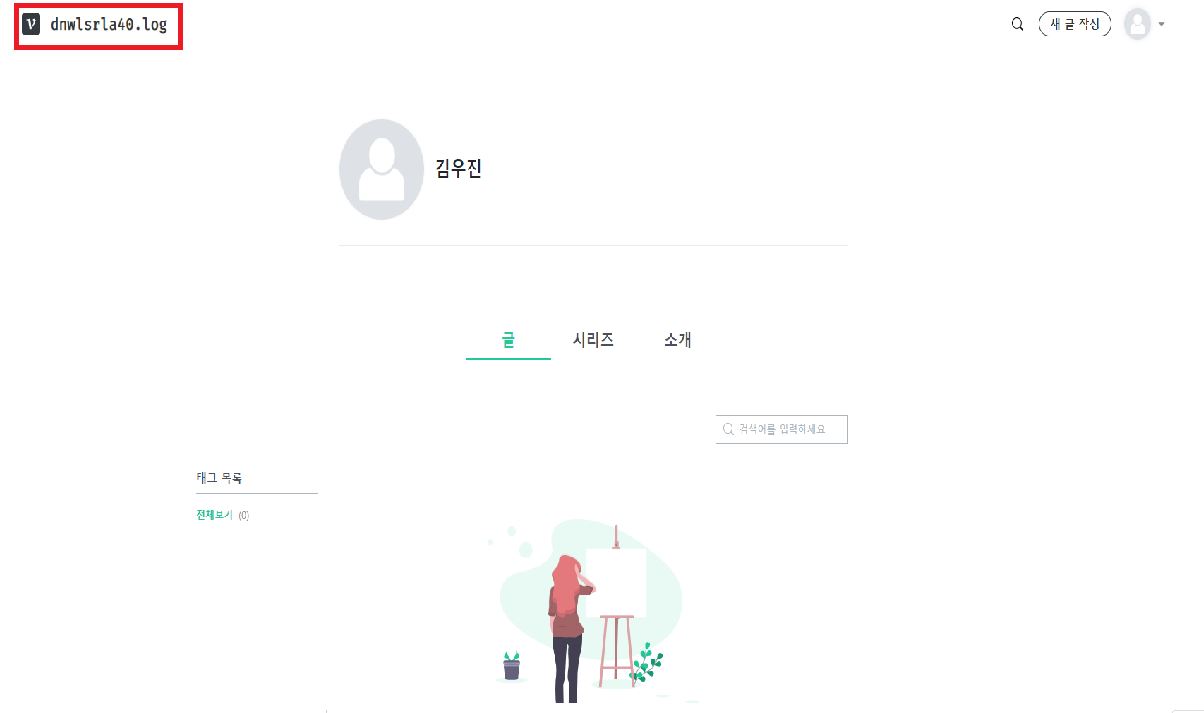 dnwlsrla40.log
새 글 작성
김우진
글 시리즈 소개
검색어를 입력하세요
태그 목록
전체보기 (0)